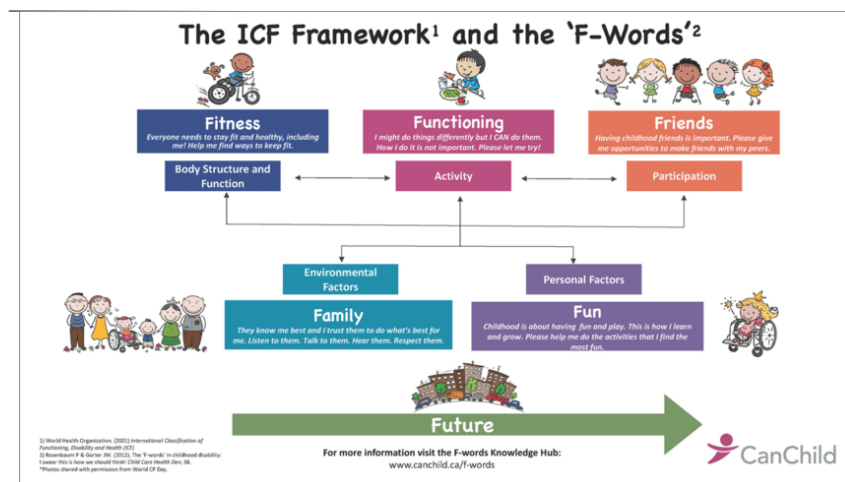 The ICF Framework¹ and the ‘F-Words’²
Fitness
Everyone needs to stay fit and healthy, including
me! Help me find ways to keep fit.
Functioning
I might do things differently but I CAN do them.
How I do it is not important. Please let me try!
Friends
Having childhood friends is important. Please give
me opportunities to make friends with my peers.
Body Structure and
Function
Activity
Participation
Environmental
Factors
Personal Factors
Family
They know me best and I trust them to do what’s best for
me. Listen to them. Talk to them. Hear them. Respect them.
Fun
Childhood is about having fun and play. This is how I learn
and grow. Please help me do the activities that I find the
most fun.
Future
1) World Health Organization. (2001) International Classification of
Functioning, Disability and Health (ICF)
2) Rosenbaum P & Gorter JW. (2012). The ‘F-words’ in childhood disability:
I swear this is how we should think! Child Care Health Dev; 38.
*Photos shared with permission from World CP Day.
For more information visit the F-words Knowledge Hub:
www.canchild.ca/f-words
CanChild